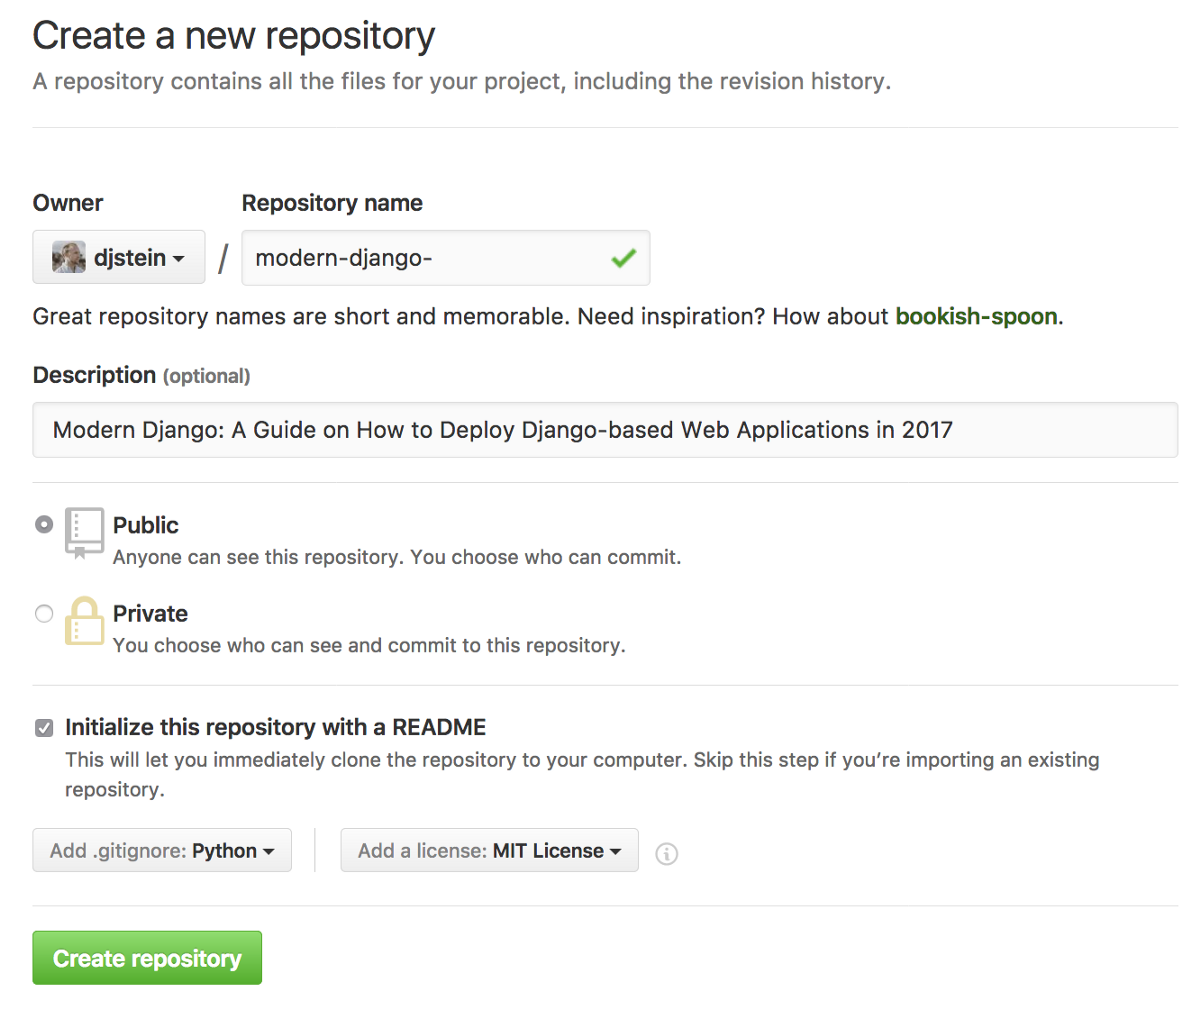 Create a new repository
A repository contains all the files for your project, including the revision history.
Owner
Repository name
djstein
/
modern-django-
Great repository names are short and memorable. Need inspiration? How about bookish-spoon.
Description (optional)
Modern Django: A Guide on How to Deploy Django-based Web Applications in 2017
Public
Anyone can see this repository. You choose who can commit.
Private
You choose who can see and commit to this repository.
Initialize this repository with a README
This will let you immediately clone the repository to your computer. Skip this step if you’re importing an existing
repository.
Add .gitignore: Python
Add a license: MIT License
Create repository